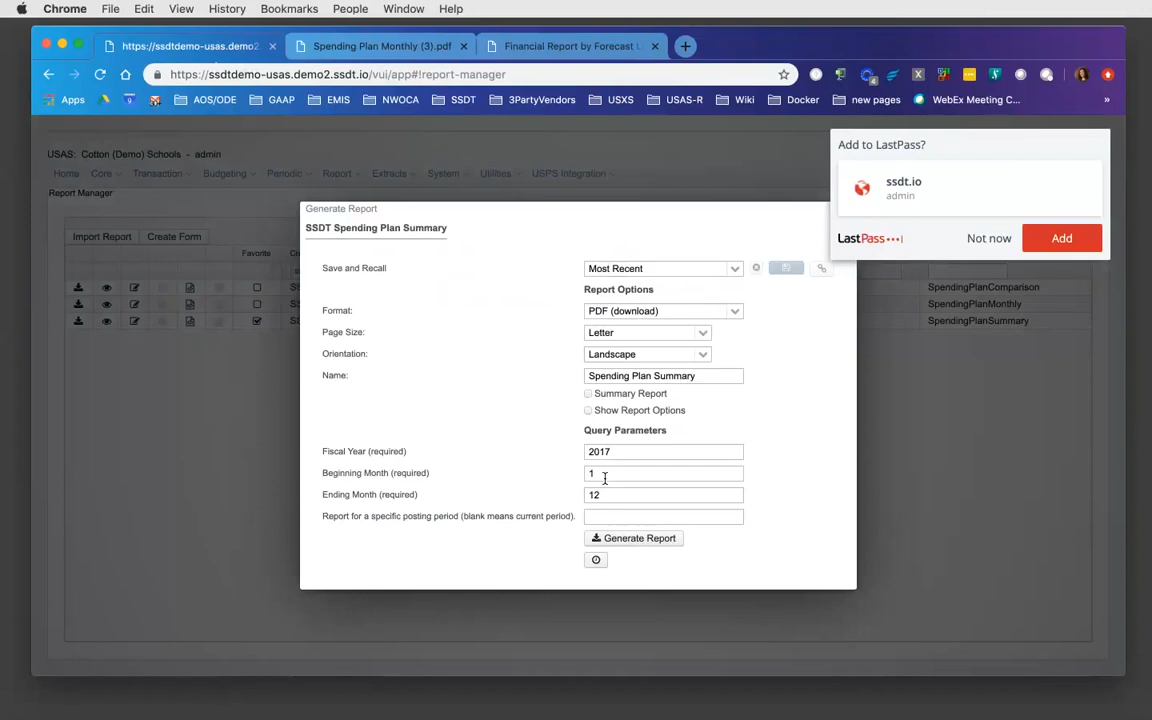 Chrome File Edit View History Bookmarks People Window Help
https://ssdtdemo-usas.demo2 Spending Plan Monthly (3).pdf Financial Report by Forecast
https://ssdtdemo-usas.demo2.ssdt.io/vui/app#!report-manager
Apps AOS/ODE GAAP EMIS NWOCA SSDT 3PartyVendors USXS USAS-R Wiki Docker new pages WebEx Meeting C... »
Add to LastPass?
ssdt.io
admin
LastPass Not now Add
USAS: Cotton (Demo) Schools - admin
Home Core Transaction Budgeting Periodic Report Extracts System Utilities USPS Integration
Report Manager
Import Report Create Form
Favorite
SpendingPlanComparison
SpendingPlanMonthly
SpendingPlanSummary
Generate Report
SSDT Spending Plan Summary
Save and Recall Most Recent
Report Options
Format: PDF (download)
Page Size: Letter
Orientation: Landscape
Name: Spending Plan Summary
Summary Report
Show Report Options
Query Parameters
Fiscal Year (required) 2017
Beginning Month (required) 1
Ending Month (required) 12
Report for a specific posting period (blank means current period).
Generate Report